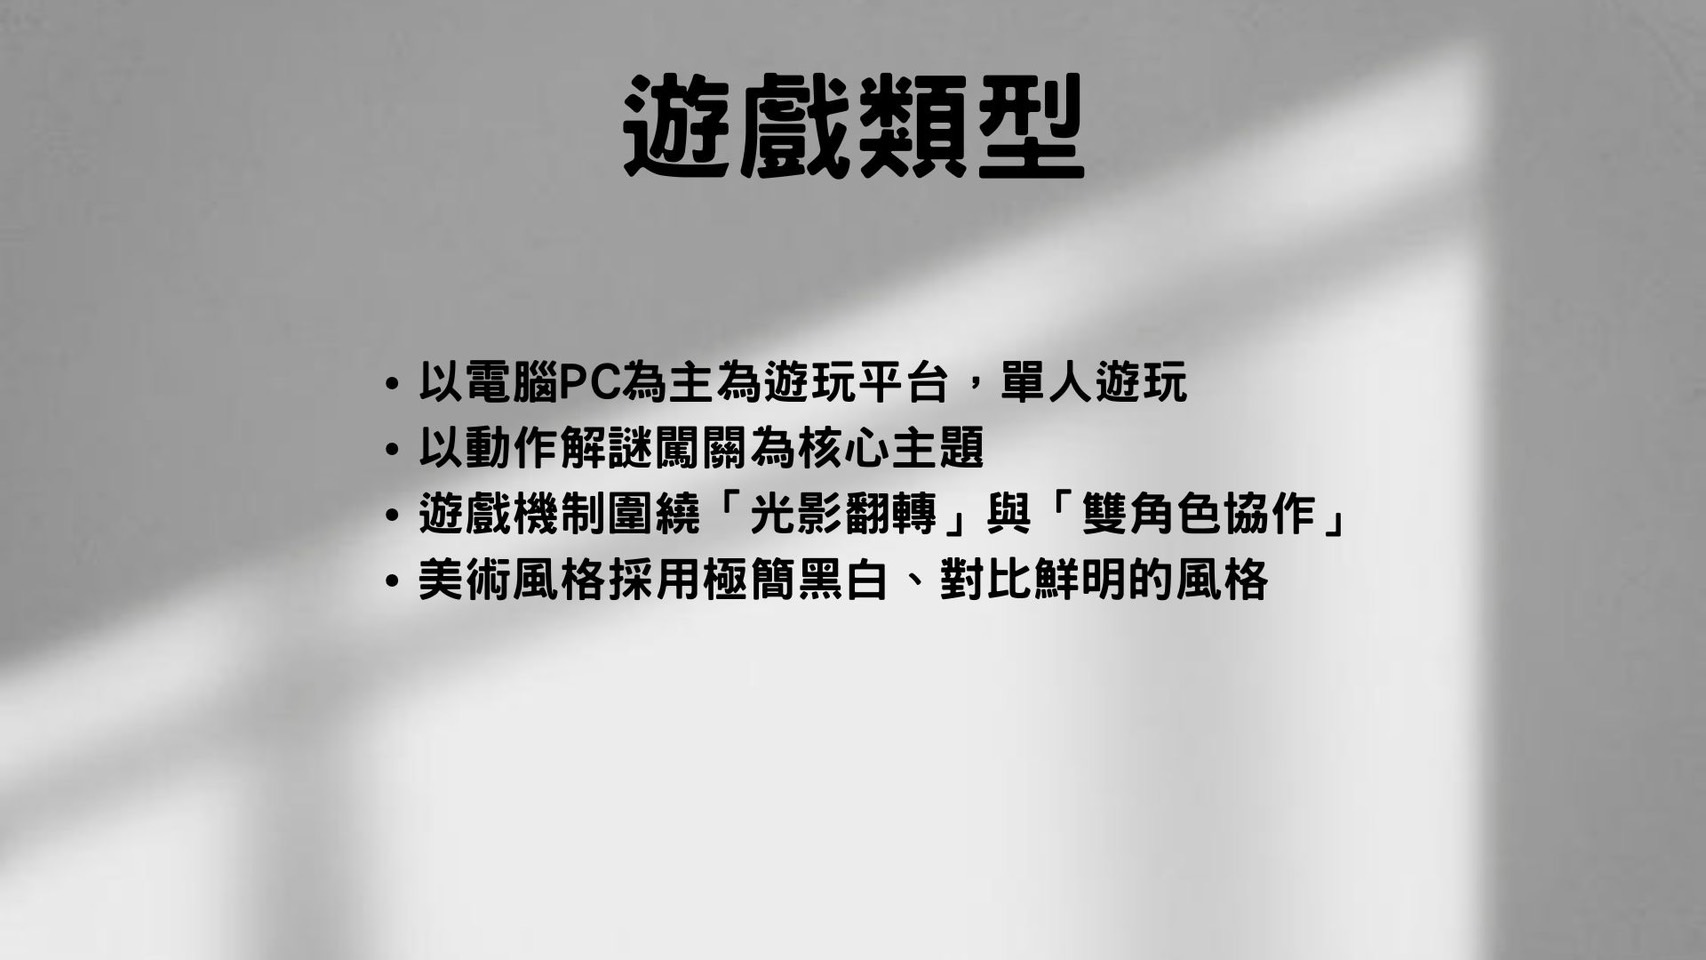 遊戲類型
• 以電腦PC為主為遊玩平台，單人遊玩
• 以動作解謎闖關為核心主題
• 遊戲機制圍繞「光影翻轉」與「雙角色協作」
• 美術風格採用極簡黑白、對比鮮明的風格